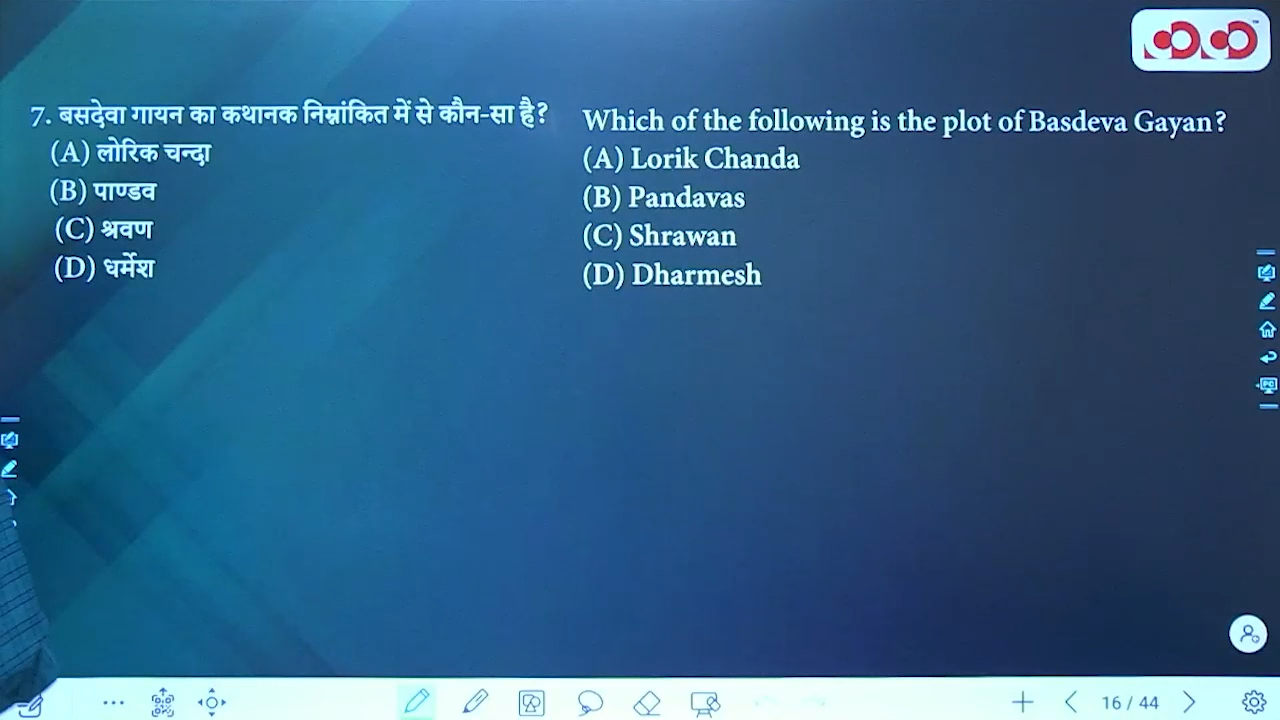 7. बसदेवा गायन का कथानक निम्नांकित में से कौन-सा है?
(A) लोरिक चन्दा
(B) पाण्डव
(C) श्रवण
(D) धर्मेश
Which of the following is the plot of Basdeva Gayan?
(A) Lorik Chanda
(B) Pandavas
(C) Shrawan
(D) Dharmesh
16 / 44